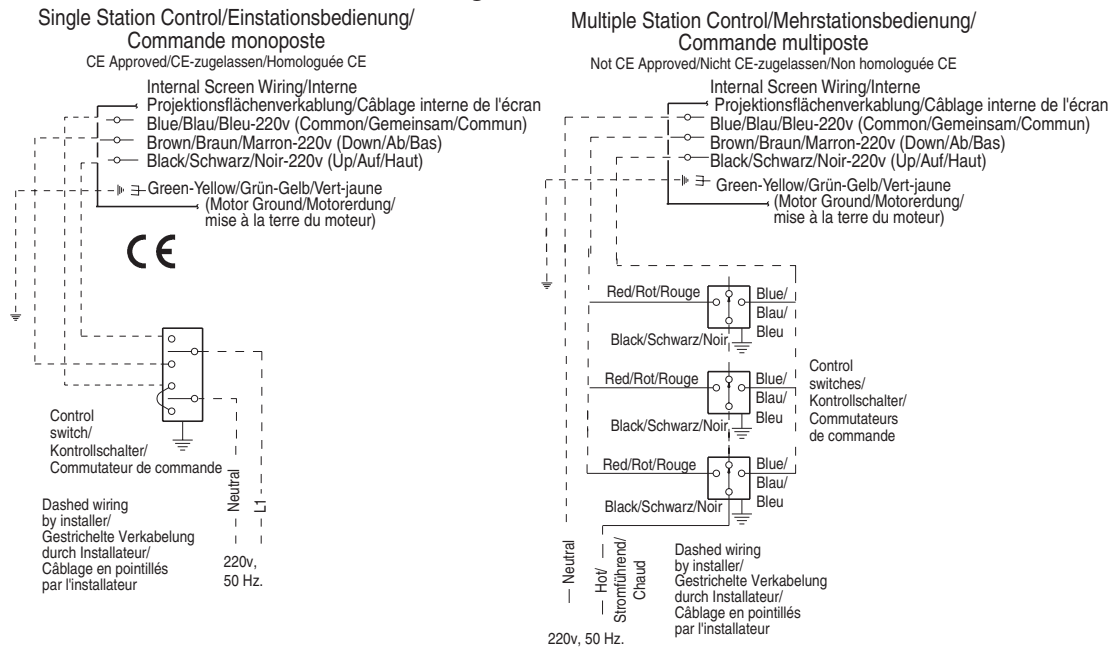 Single Station Control/Einstationsbedienung/
Commande monoposte
CE Approved/CE-zugelassen/Homologuée CE
Internal Screen Wiring/Interne
Projektionsflächenverkablung/Câblage interne de l'écran
Blue/Blau/Bleu-220v (Common/Gemeinsam/Commun)
Brown/Braun/Marron-220v (Down/Ab/Bas)
Black/Schwarz/Noir-220v (Up/Auf/Haut)
Green-Yellow/Grün-Gelb/Vert-jaune
(Motor Ground/Motorerdung/
mise à la terre du moteur)
CE
Control
switch/
Kontrollschalter/
Commutateur de commande
Neutral
L1
Dashed wiring
by installer/
Gestrichelte Verkabelung
durch Installateur/
Câblage en pointillés
par l'installateur
220v,
50 Hz.
Multiple Station Control/Mehrstationsbedienung/
Commande multiposte
Not CE Approved/Nicht CE-zugelassen/Non homologuée CE
Internal Screen Wiring/Interne
Projektionsflächenverkablung/Câblage interne de l'écran
Blue/Blau/Bleu-220v (Common/Gemeinsam/Commun)
Brown/Braun/Marron-220v (Down/Ab/Bas)
Black/Schwarz/Noir-220v (Up/Auf/Haut)
Green-Yellow/Grün-Gelb/Vert-jaune
(Motor Ground/Motorerdung/
mise à la terre du moteur)
Red/Rot/Rouge
Blue/
Blau/
Bleu
Black/Schwarz/Noir
Red/Rot/Rouge
Blue/
Blau/
Bleu
Black/Schwarz/Noir
Red/Rot/Rouge
Blue/
Blau/
Bleu
Black/Schwarz/Noir
Control
switches/
Kontrollschalter/
Commutateurs
de commande
Neutral
Hot/
Stromführend/
Chaud
220v, 50 Hz.
Dashed wiring
by installer/
Gestrichelte Verkabelung
durch Installateur/
Câblage en pointillés
par l'installateur